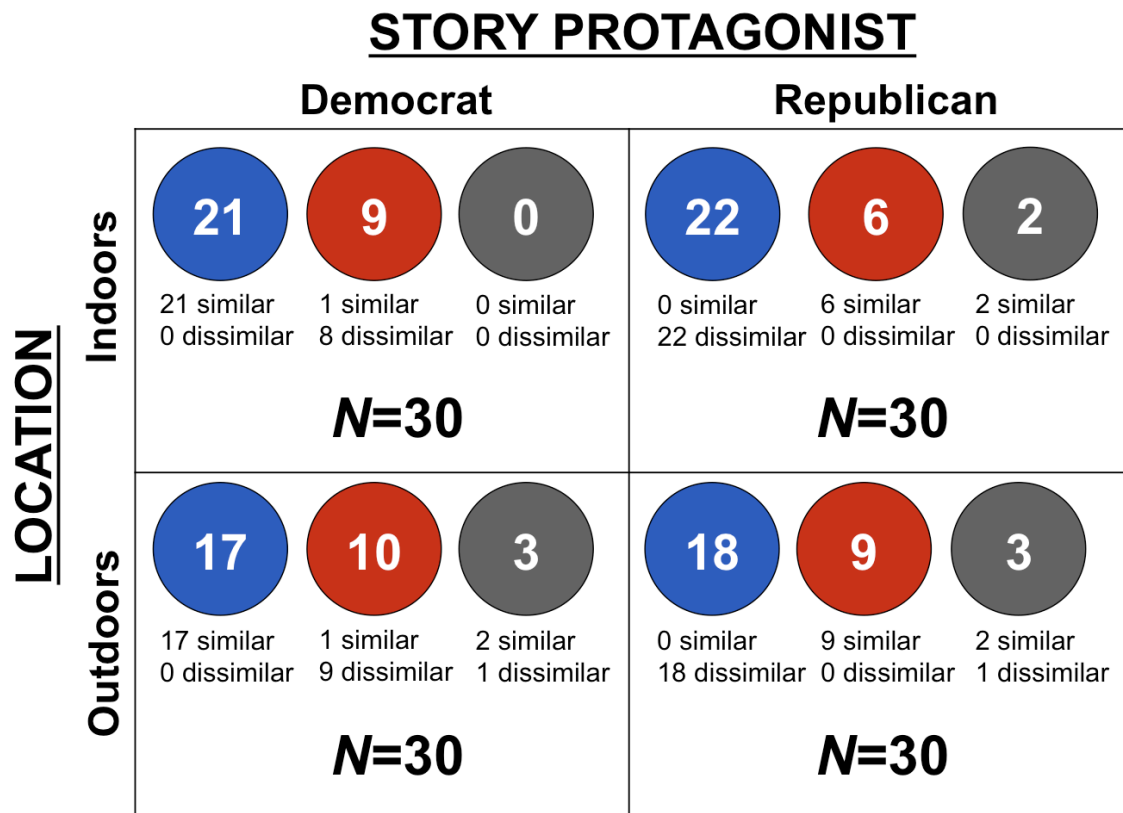 STORY PROTAGONIST
Democrat
Republican
LOCATION
Indoors
21
9
0
21 similar
0 dissimilar
1 similar
8 dissimilar
0 similar
0 dissimilar
N=30
22
6
2
0 similar
22 dissimilar
6 similar
0 dissimilar
2 similar
0 dissimilar
N=30
Outdoors
17
10
3
17 similar
0 dissimilar
1 similar
9 dissimilar
2 similar
1 dissimilar
N=30
18
9
3
0 similar
18 dissimilar
9 similar
0 dissimilar
2 similar
1 dissimilar
N=30